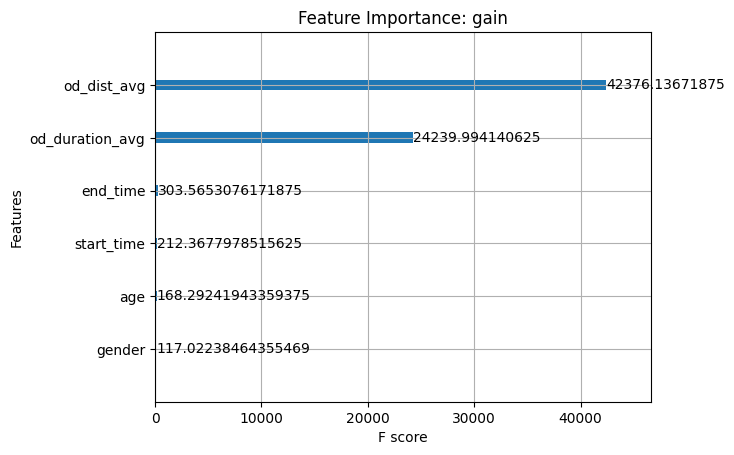 Feature Importance: gain
Features
od_dist_avg 42376.13671875
od_duration_avg 24239.994140625
end_time 303.5653076171875
start_time 212.3677978515625
age 168.29241943359375
gender 117.02238464355469
0 10000 20000 30000 40000
F score